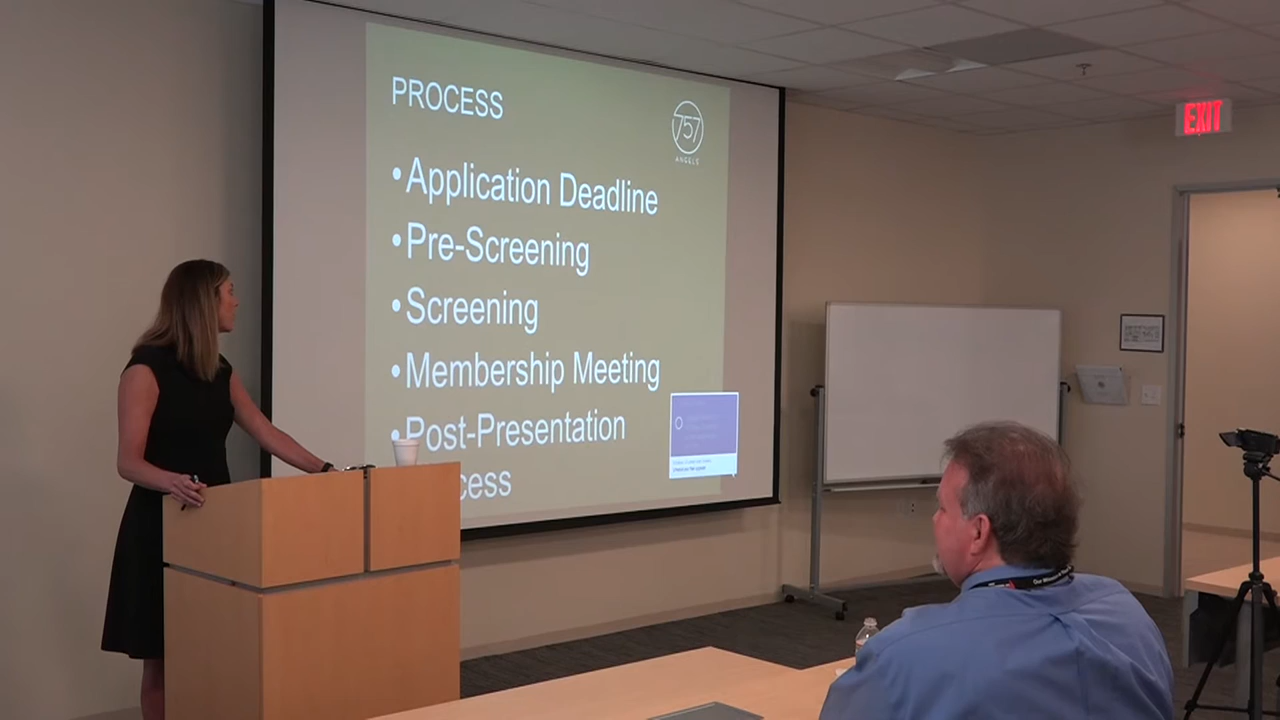 PROCESS
757
ANGELS
•Application Deadline
•Pre-Screening
•Screening
•Membership Meeting
•Post-Presentation
cess
EXIT